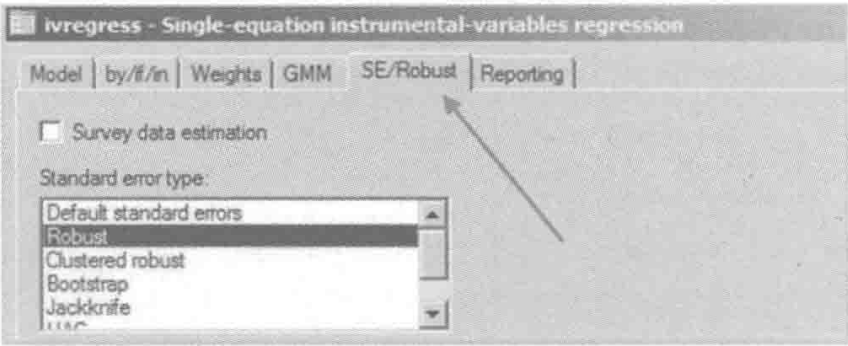 ivregress - Single-equation instrumental-variables regression
Model by/if/in Weights GMM SE/Robust Reporting
Survey data estimation
Standard error type:
Default standard errors
Robust
Clustered robust
Bootstrap
Jackknife